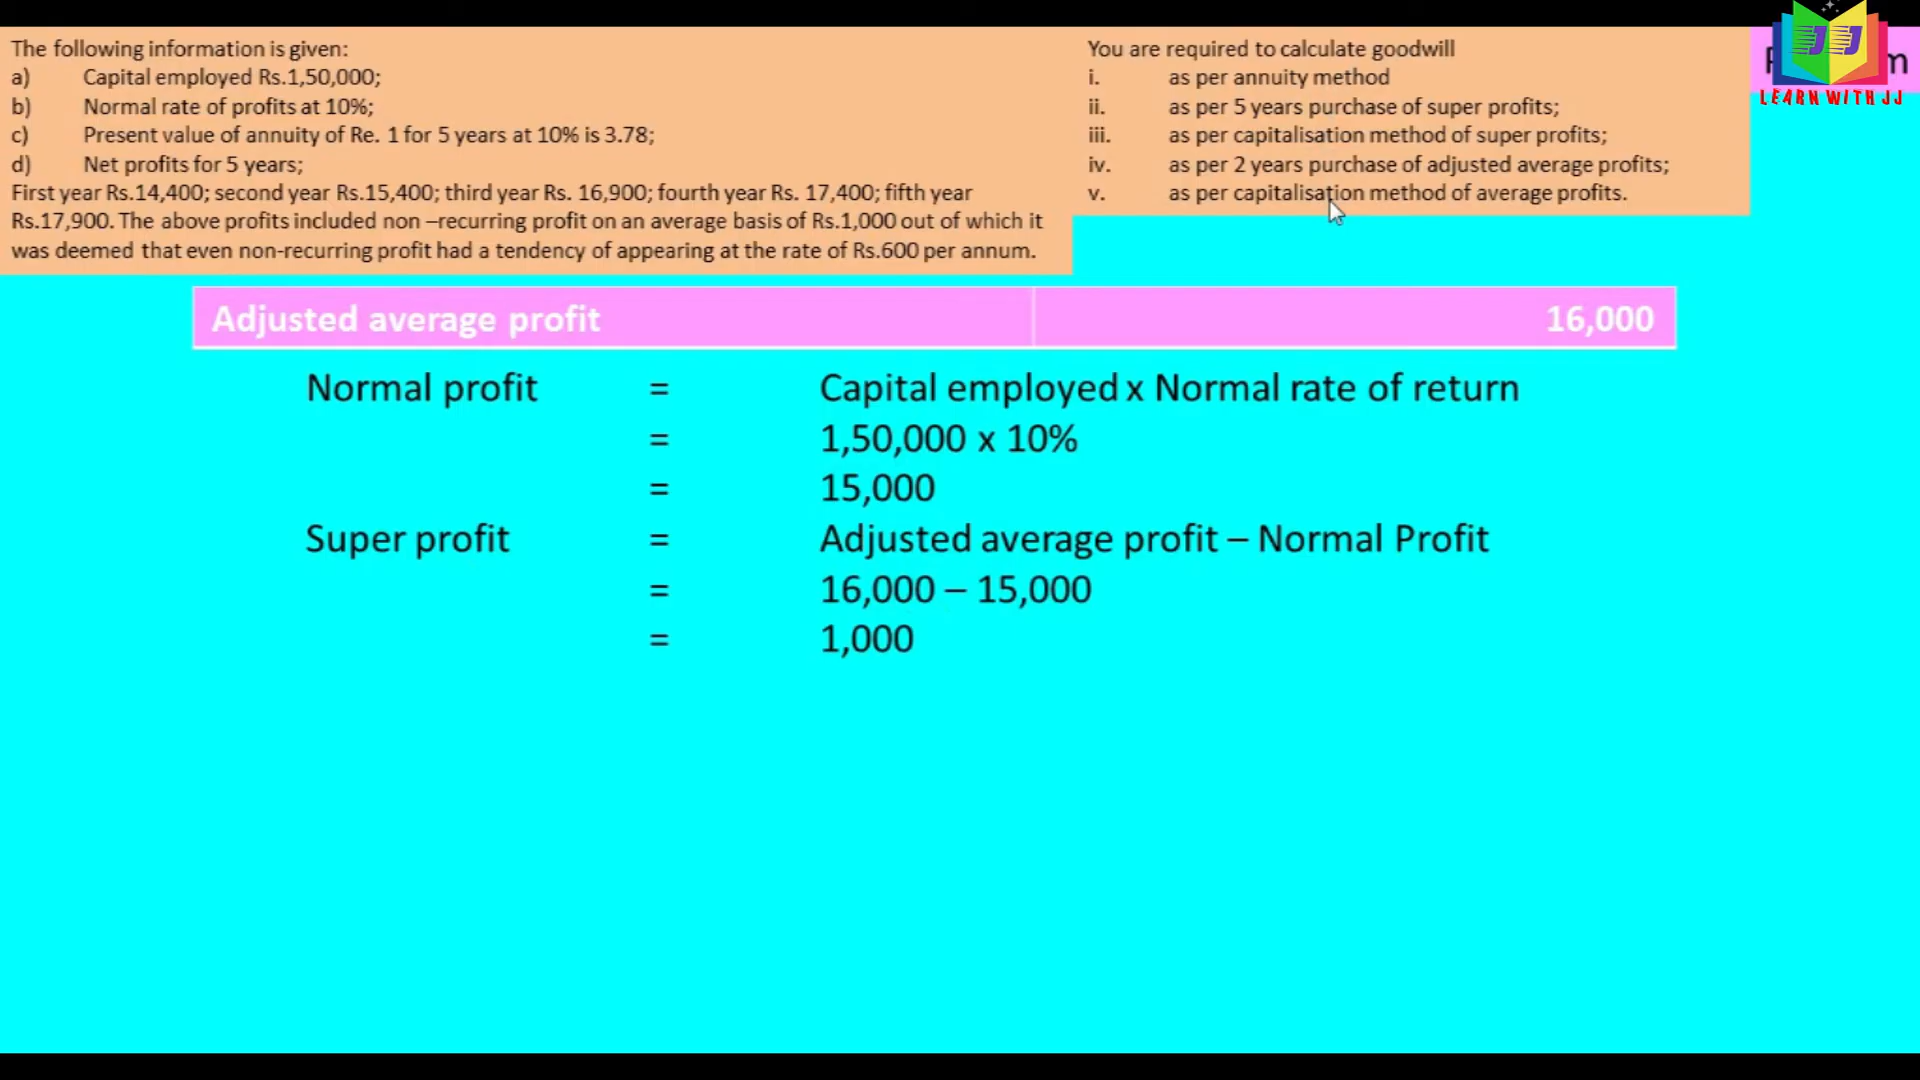 The following information is given:
a) Capital employed Rs.1,50,000;
b) Normal rate of profits at 10%;
c) Present value of annuity of Re. 1 for 5 years at 10% is 3.78;
d) Net profits for 5 years;
First year Rs.14,400; second year Rs.15,400; third year Rs. 16,900; fourth year Rs. 17,400; fifth year
Rs.17,900. The above profits included non –recurring profit on an average basis of Rs.1,000 out of which it
was deemed that even non-recurring profit had a tendency of appearing at the rate of Rs.600 per annum.
You are required to calculate goodwill
i. as per annuity method
ii. as per 5 years purchase of super profits;
iii. as per capitalisation method of super profits;
iv. as per 2 years purchase of adjusted average profits;
v. as per capitalisation method of average profits.
LEARN WITH JJ
Adjusted average profit 16,000
Normal profit = Capital employed x Normal rate of return
= 1,50,000 x 10%
= 15,000
Super profit = Adjusted average profit – Normal Profit
= 16,000 – 15,000
= 1,000